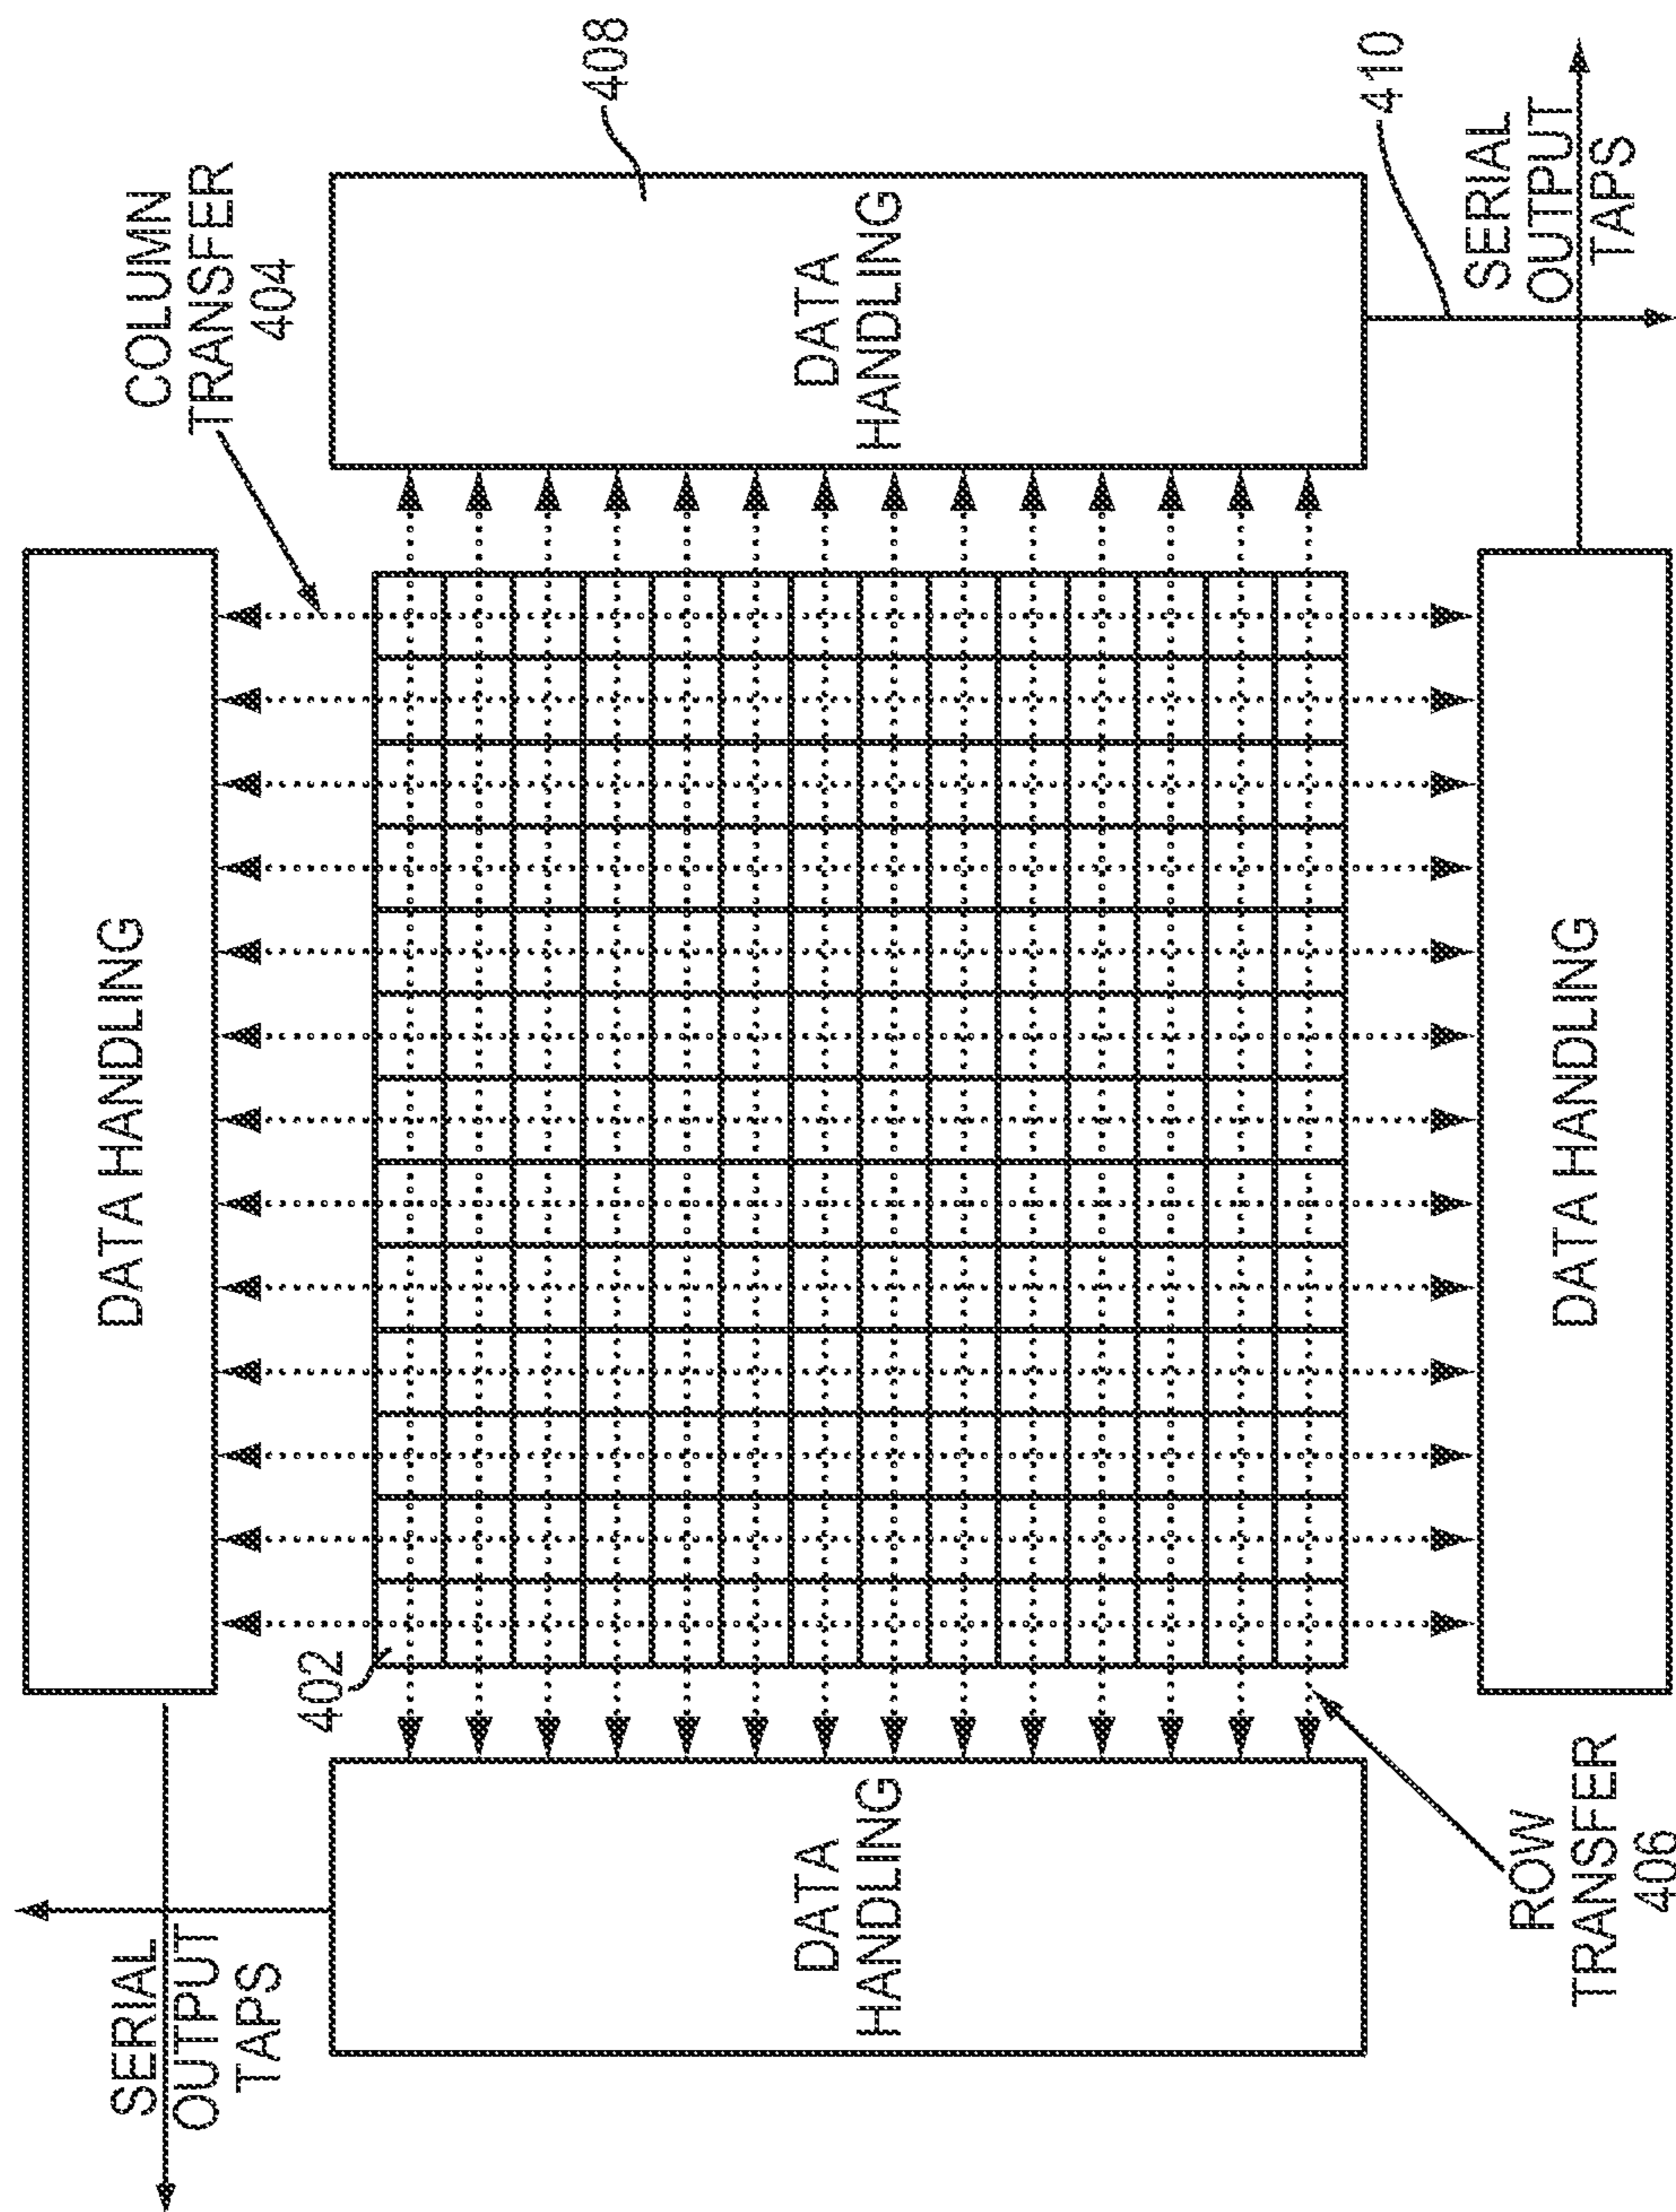 SERIAL
OUTPUT
TAPS
DATA HANDLING
COLUMN
TRANSFER
404
402
DATA
HANDLING
DATA
HANDLING
408
ROW
TRANSFER
406
DATA HANDLING
410
SERIAL
OUTPUT
TAPS